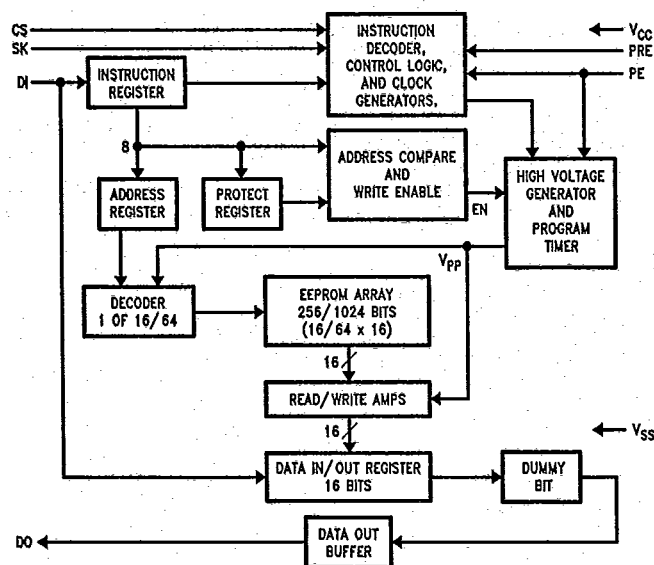 CS
SK
DI
INSTRUCTION
DECODER,
CONTROL LOGIC,
AND CLOCK
GENERATORS.
VCC
PRE
PE
INSTRUCTION
REGISTER
8
ADDRESS COMPARE
AND
WRITE ENABLE
EN
HIGH VOLTAGE
GENERATOR
AND
PROGRAM
TIMER
ADDRESS
REGISTER
PROTECT
REGISTER
VPP
DECODER
1 OF 16/64
EEPROM ARRAY
256/1024 BITS
(16/64 x 16)
16
READ/WRITE AMPS
16
VSS
DATA IN/OUT REGISTER
16 BITS
DUMMY
BIT
DO
DATA OUT
BUFFER